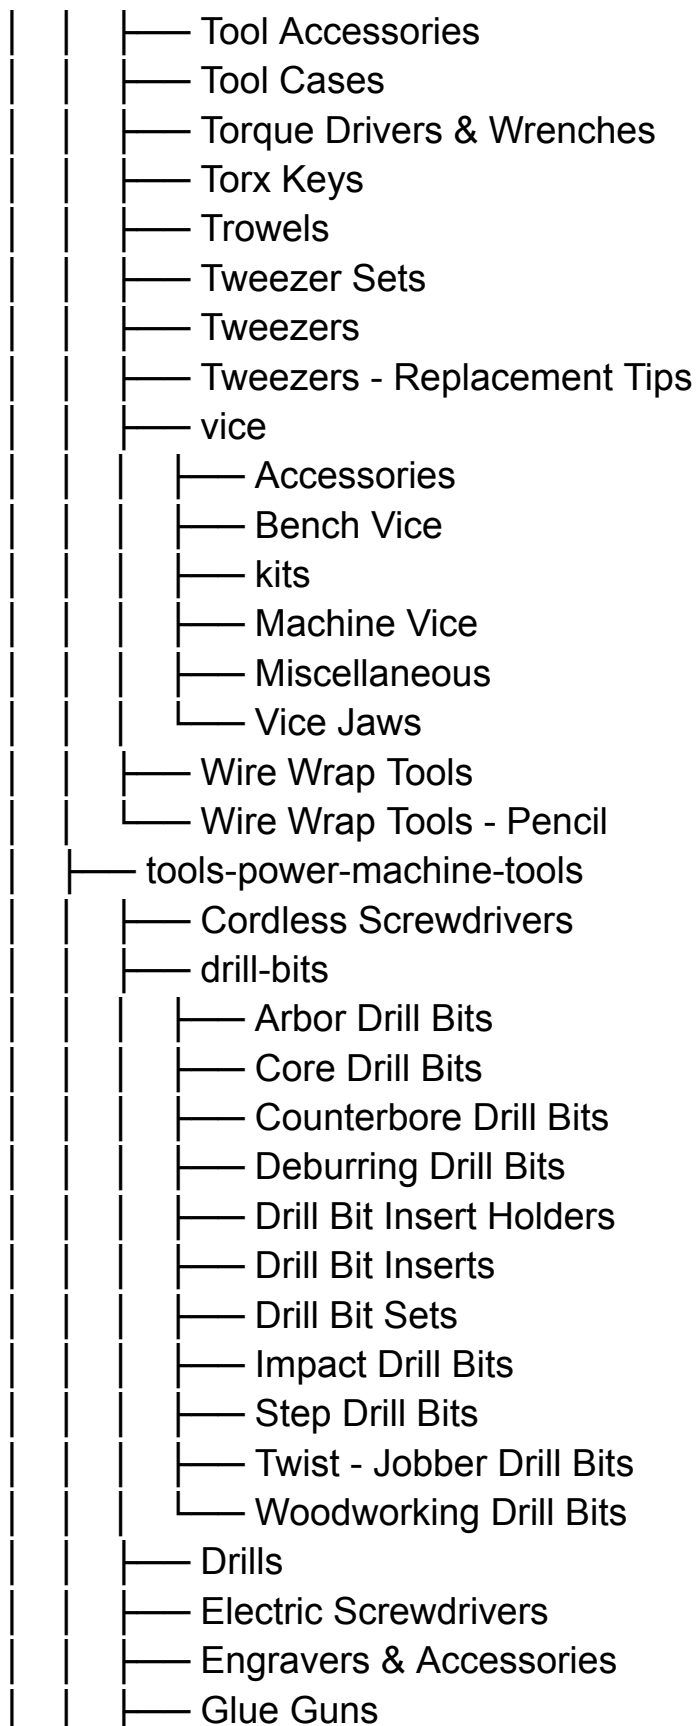 Tool Accessories
Tool Cases
Torque Drivers & Wrenches
Torx Keys
Trowels
Tweezer Sets
Tweezers
Tweezers - Replacement Tips
vice
Accessories
Bench Vice
kits
Machine Vice
Miscellaneous
Vice Jaws
Wire Wrap Tools
Wire Wrap Tools - Pencil
tools-power-machine-tools
Cordless Screwdrivers
drill-bits
Arbor Drill Bits
Core Drill Bits
Counterbore Drill Bits
Deburring Drill Bits
Drill Bit Insert Holders
Drill Bit Inserts
Drill Bit Sets
Impact Drill Bits
Step Drill Bits
Twist - Jobber Drill Bits
Woodworking Drill Bits
Drills
Electric Screwdrivers
Engravers & Accessories
Glue Guns